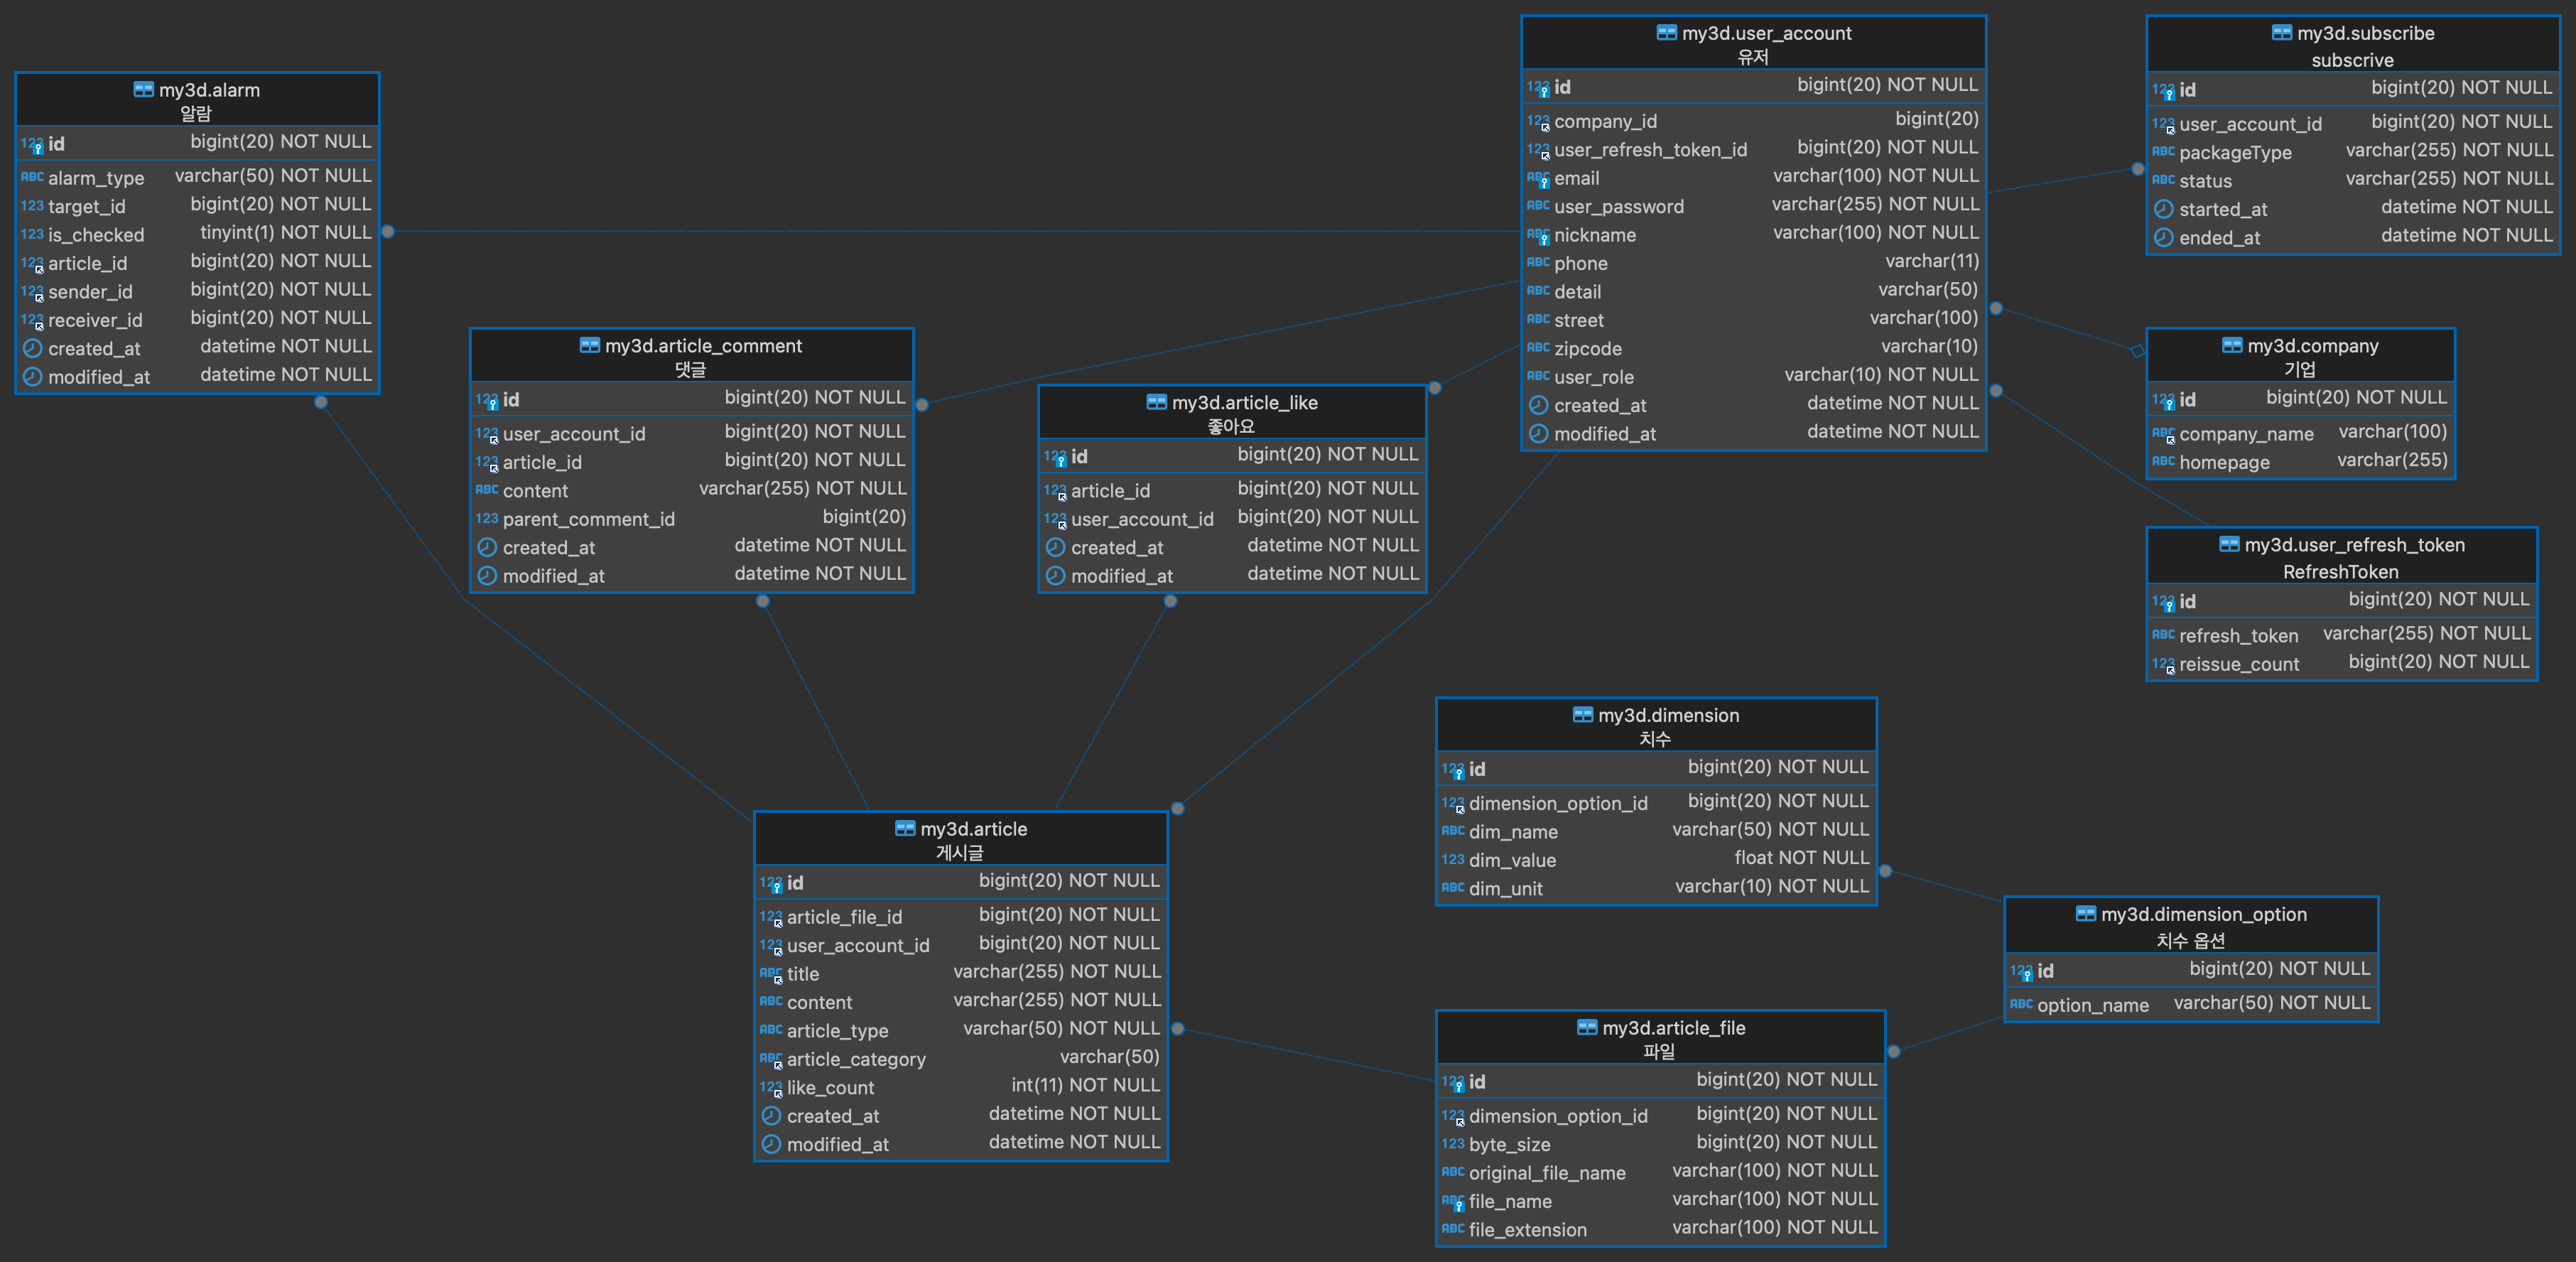 my3d.alarm
알람
id bigint(20) NOT NULL
alarm_type varchar(50) NOT NULL
target_id bigint(20) NOT NULL
is_checked tinyint(1) NOT NULL
article_id bigint(20) NOT NULL
sender_id bigint(20) NOT NULL
receiver_id bigint(20) NOT NULL
created_at datetime NOT NULL
modified_at datetime NOT NULL
my3d.article_comment
댓글
id bigint(20) NOT NULL
user_account_id bigint(20) NOT NULL
article_id bigint(20) NOT NULL
content varchar(255) NOT NULL
parent_comment_id bigint(20)
created_at datetime NOT NULL
modified_at datetime NOT NULL
my3d.article_like
좋아요
id bigint(20) NOT NULL
article_id bigint(20) NOT NULL
user_account_id bigint(20) NOT NULL
created_at datetime NOT NULL
modified_at datetime NOT NULL
my3d.user_account
유저
id bigint(20) NOT NULL
company_id bigint(20)
user_refresh_token_id bigint(20) NOT NULL
email varchar(100) NOT NULL
user_password varchar(255) NOT NULL
nickname varchar(100) NOT NULL
phone varchar(11)
detail varchar(50)
street varchar(100)
zipcode varchar(10)
user_role varchar(10) NOT NULL
created_at datetime NOT NULL
modified_at datetime NOT NULL
my3d.subscribe
subscrive
id bigint(20) NOT NULL
user_account_id bigint(20) NOT NULL
packageType varchar(255) NOT NULL
status varchar(255) NOT NULL
started_at datetime NOT NULL
ended_at datetime NOT NULL
my3d.company
기업
id bigint(20) NOT NULL
company_name varchar(100)
homepage varchar(255)
my3d.user_refresh_token
RefreshToken
id bigint(20) NOT NULL
refresh_token varchar(255) NOT NULL
reissue_count bigint(20) NOT NULL
my3d.article
게시글
id bigint(20) NOT NULL
article_file_id bigint(20) NOT NULL
user_account_id bigint(20) NOT NULL
title varchar(255) NOT NULL
content varchar(255) NOT NULL
article_type varchar(50) NOT NULL
article_category varchar(50)
like_count int(11) NOT NULL
created_at datetime NOT NULL
modified_at datetime NOT NULL
my3d.dimension
치수
id bigint(20) NOT NULL
dimension_option_id bigint(20) NOT NULL
dim_name varchar(50) NOT NULL
dim_value float NOT NULL
dim_unit varchar(10) NOT NULL
my3d.dimension_option
치수 옵션
id bigint(20) NOT NULL
option_name varchar(50) NOT NULL
my3d.article_file
파일
id bigint(20) NOT NULL
dimension_option_id bigint(20) NOT NULL
byte_size bigint(20) NOT NULL
original_file_name varchar(100) NOT NULL
file_name varchar(100) NOT NULL
file_extension varchar(100) NOT NULL